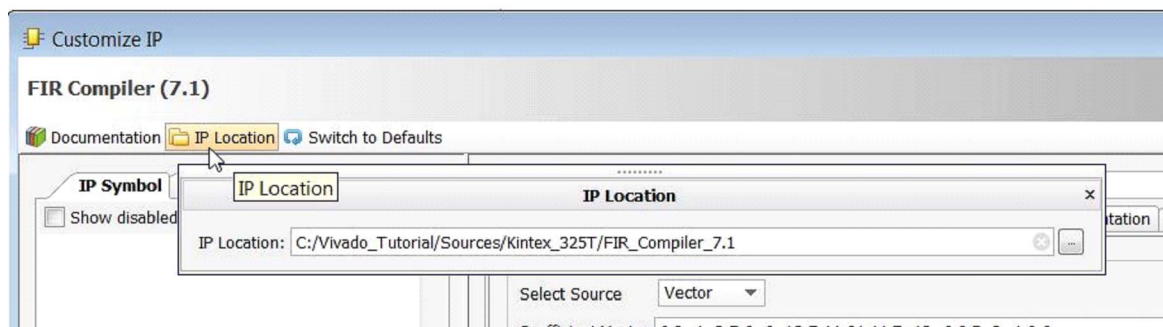 Customize IP
FIR Compiler (7.1)
Documentation IP Location Switch to Defaults
IP Symbol
IP Location
IP Location
x
Show disabled
IP Location: C:/Vivado_Tutorial/Sources/Kintex_325T/FIR_Compiler_7.1
...
Select Source Vector